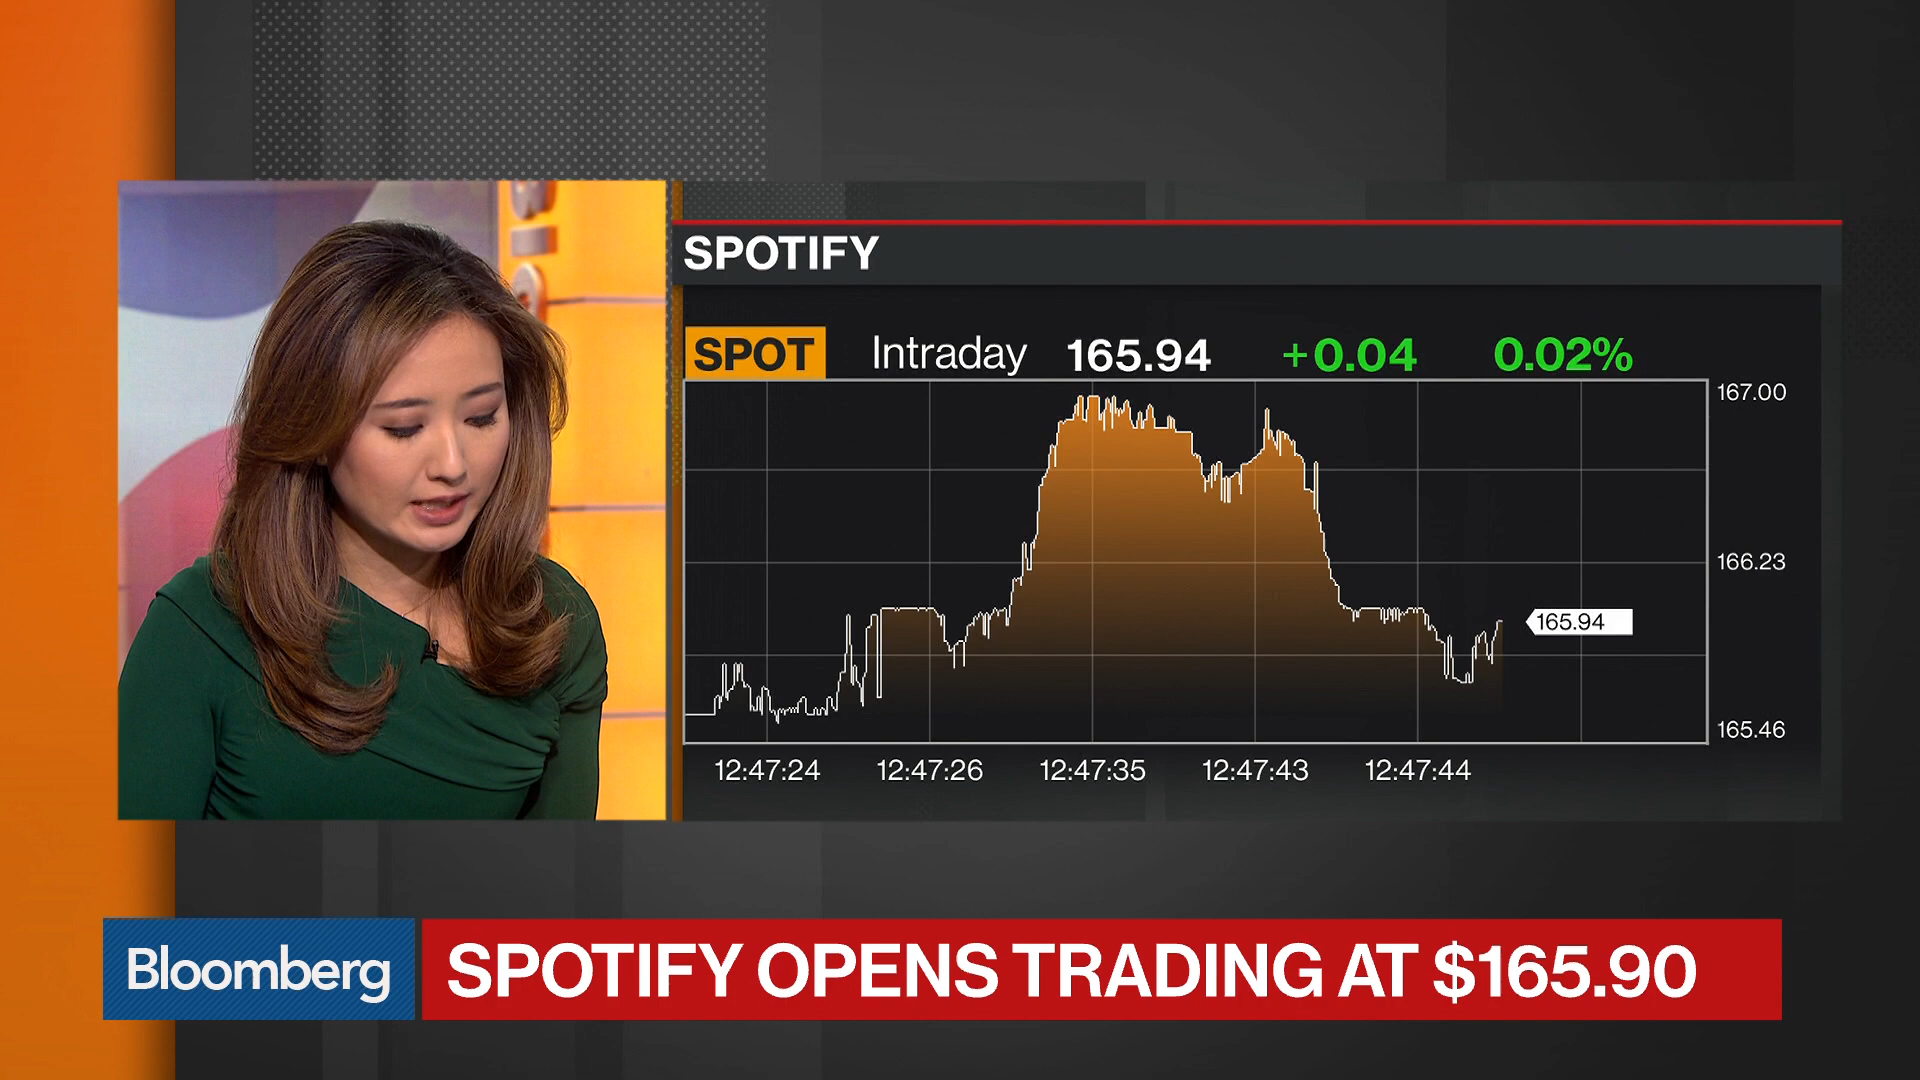 SPOTIFY
SPOT Intraday 165.94 +0.04 0.02%
167.00
166.23
165.94
165.46
12:47:24 12:47:26 12:47:35 12:47:43 12:47:44
Bloomberg
SPOTIFY OPENS TRADING AT $165.90